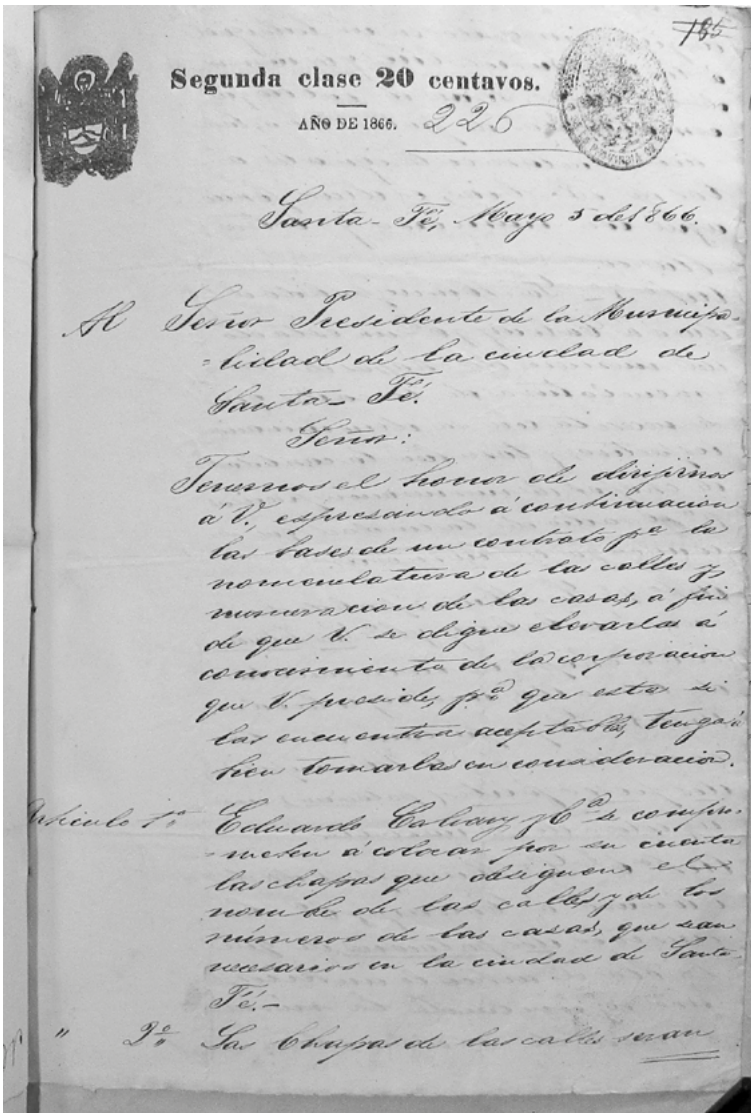 185
Segunda clase 20 centavos.
AÑO DE 1866.
226
PROVINCIA DE
Santa-Fé, Mayo 5 de 1866.
Al Señor Presidente de la Municipa-
-lidad de la ciudad de
Santa-Fé.
Señor:
Tenemos el honor de dirijirnos
á V., espresando á continuacion
las bases de un contrato pª la
nomenclatura de las calles y
numeracion de las casas, á fin
de que V. se digne elevarlas á
conocimiento de la corporacion
que V. preside, pª que esta si
las encuentra aceptables, tenga á
bien tomarlas en consideracion.
Articulo 1º Eduardo Calvary y Cª se compro-
-meten á colocar por su cuenta
las chapas que designen el
nombre de las calles y de los
números de las casas, que sean
necesarios en la ciudad de Santa
Fé.-
" 2º Las Chapas de las calles seran